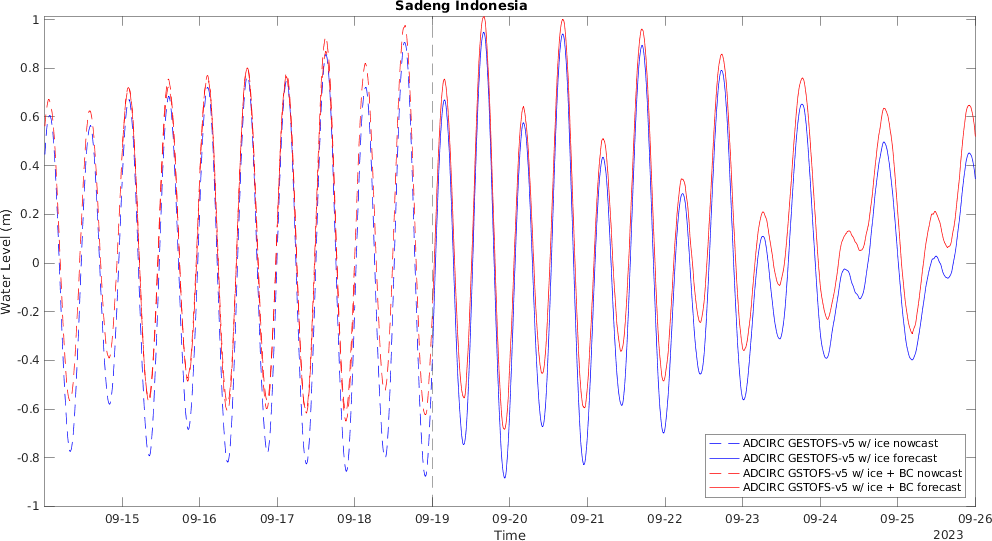 Sadeng Indonesia
1
0.8
0.6
0.4
0.2
0
-0.2
-0.4
-0.6
-0.8
-1
Water Level (m)
ADCIRC GESTOFS-v5 w/ ice nowcast
ADCIRC GESTOFS-v5 w/ ice forecast
ADCIRC GSTOFS-v5 w/ ice + BC nowcast
ADCIRC GSTOFS-v5 w/ ice + BC forecast
09-15 09-16 09-17 09-18 09-19 09-20 09-21 09-22 09-23 09-24 09-25 09-26
Time
2023